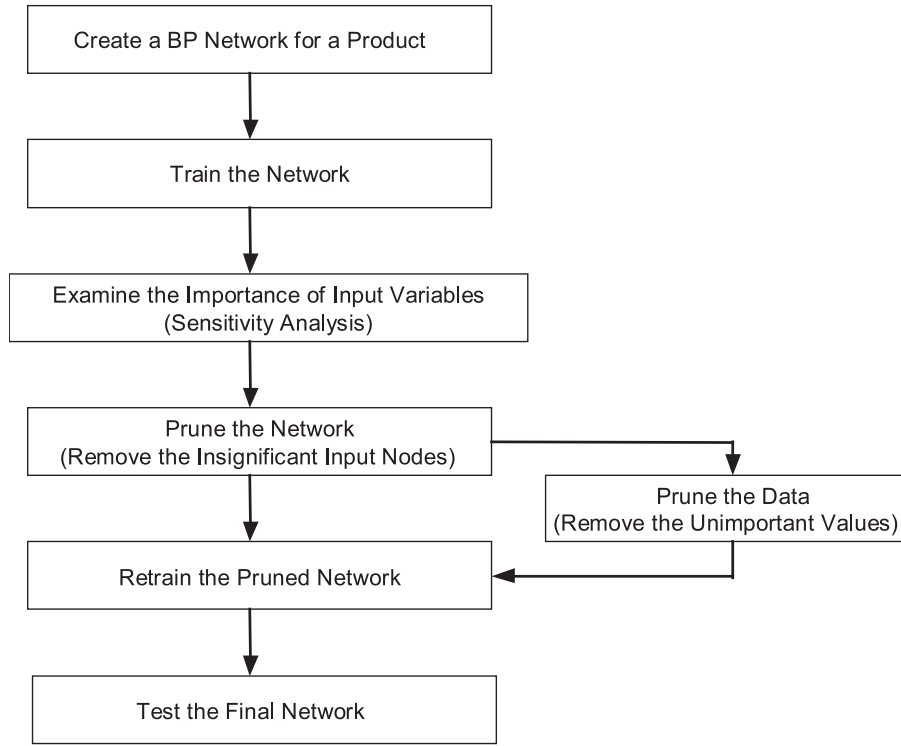 Create a BP Network for a Product
Train the Network
Examine the Importance of Input Variables
(Sensitivity Analysis)
Prune the Network
(Remove the Insignificant Input Nodes)
Prune the Data
(Remove the Unimportant Values)
Retrain the Pruned Network
Test the Final Network